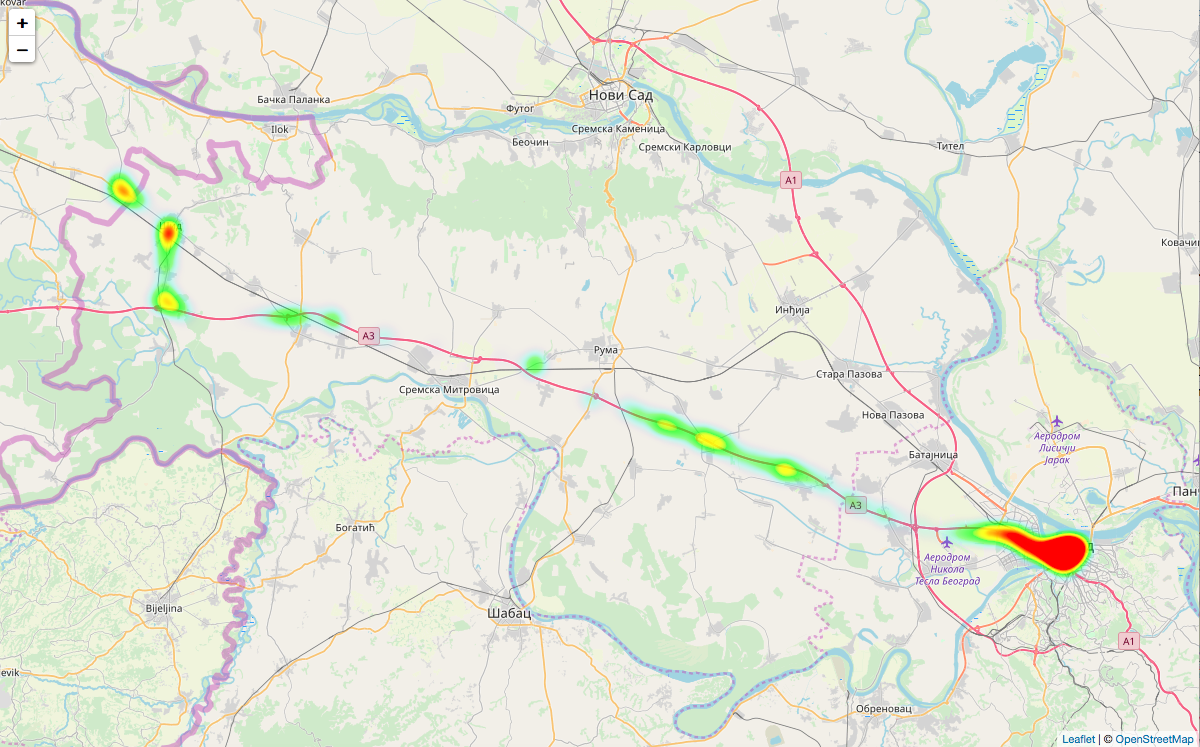 +
−
Бачка Паланка
Ilok
Футог
Нови Сад
Беочин
Сремска Каменица
Сремски Карловци
Тител
A1
Ковачи
Инђија
A3
Рума
Сремска Митровица
Стара Пазова
Нова Пазова
Батајница
Аеродром
Лисичји
Јарак
Панч
A3
Аеродром
Никола
Тесла Београд
Богатић
Bijeljina
Шабац
A1
evik
Обреновац
Leaflet | © OpenStreetMap